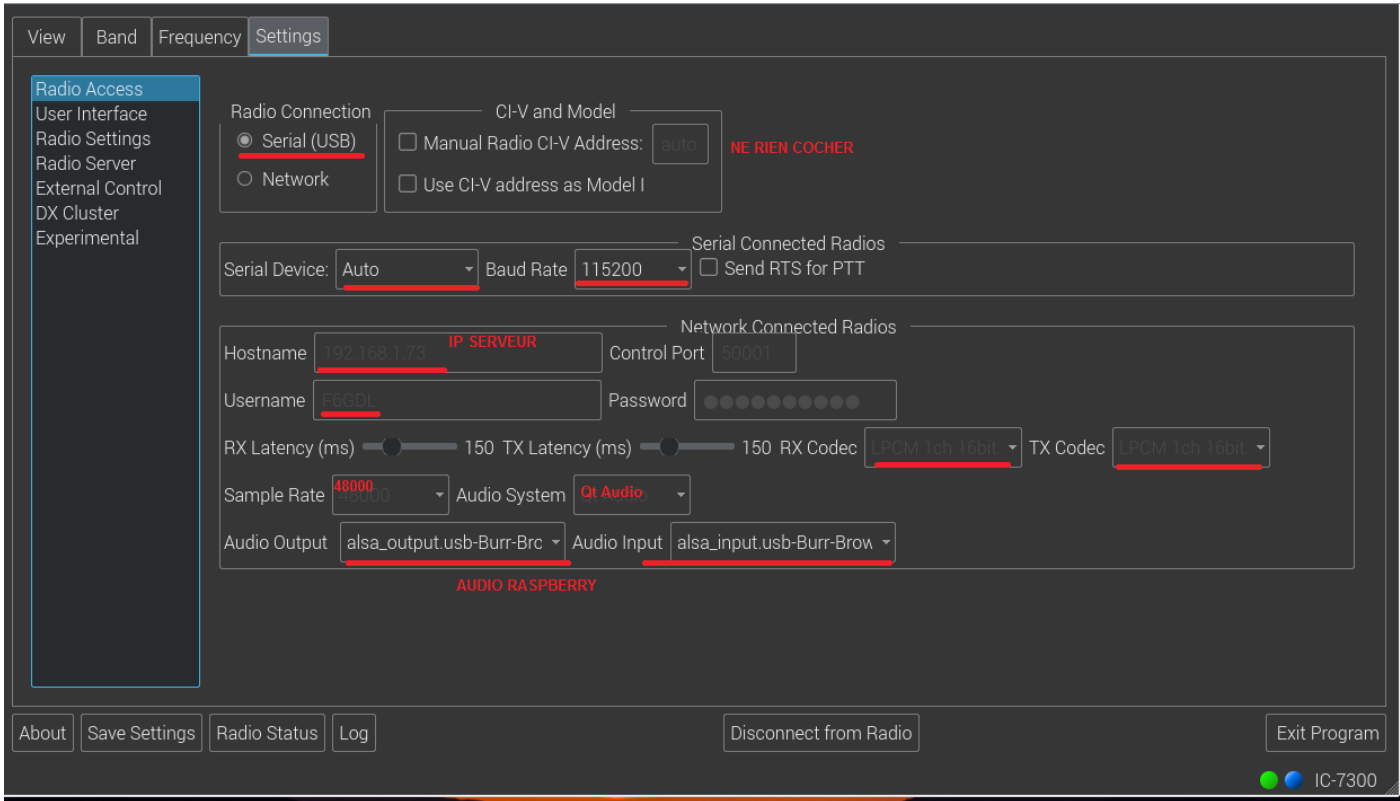 View Band Frequency Settings
Radio Access
User Interface
Radio Settings
Radio Server
External Control
DX Cluster
Experimental
Radio Connection
Serial (USB)
Network
CI-V and Model
Manual Radio CI-V Address: auto
Use CI-V address as Model I
NE RIEN COCHER
Serial Connected Radios
Serial Device: Auto Baud Rate 115200 Send RTS for PTT
Network Connected Radios
Hostname 192.168.1.73 IP SERVEUR Control Port 50001
Username F6GDL Password
RX Latency (ms) 150 TX Latency (ms) 150 RX Codec LPCM 1ch 16bit TX Codec LPCM 1ch 16bit
Sample Rate 48000 Audio System Qt Audio
Audio Output alsa_output.usb-Burr-Brc Audio Input alsa_input.usb-Burr-Brow
AUDIO RASPBERRY
About Save Settings Radio Status Log Disconnect from Radio Exit Program
IC-7300